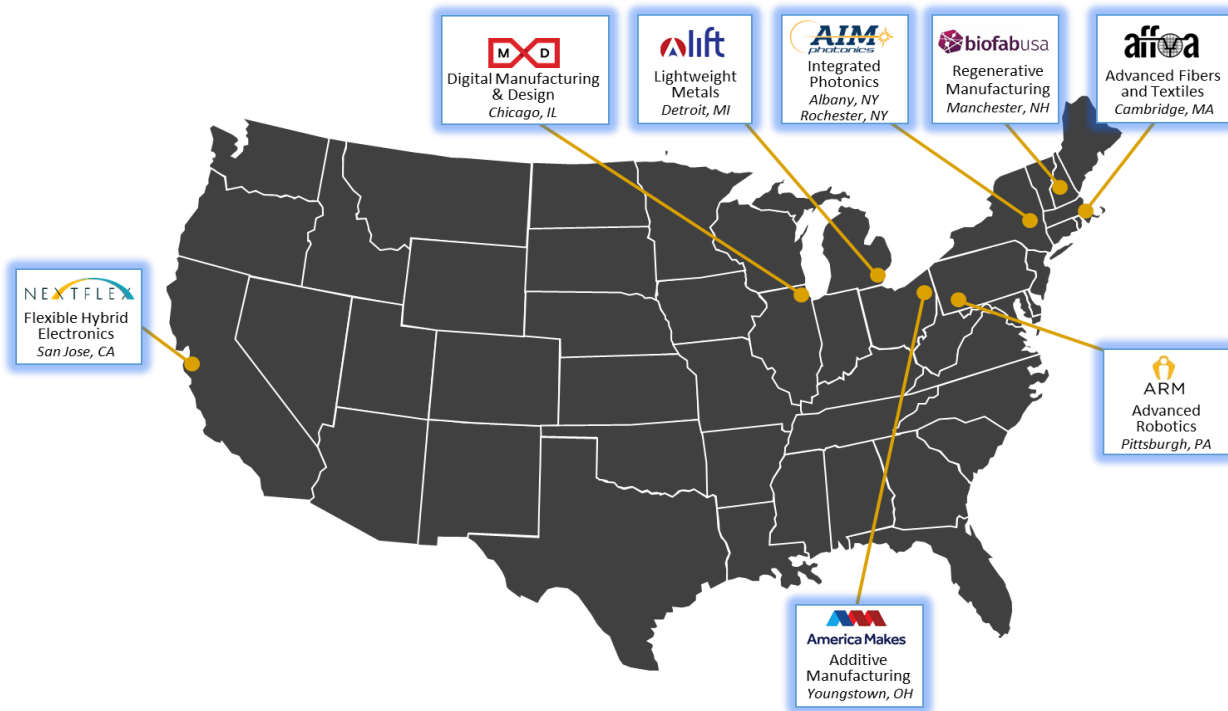 M D
Digital Manufacturing
& Design
Chicago, IL
lift
Lightweight
Metals
Detroit, MI
AIM
photonics
Integrated
Photonics
Albany, NY
Rochester, NY
biofabusa
Regenerative
Manufacturing
Manchester, NH
affoa
Advanced Fibers
and Textiles
Cambridge, MA
NEXTFLEX
Flexible Hybrid
Electronics
San Jose, CA
ARM
Advanced
Robotics
Pittsburgh, PA
America Makes
Additive
Manufacturing
Youngstown, OH